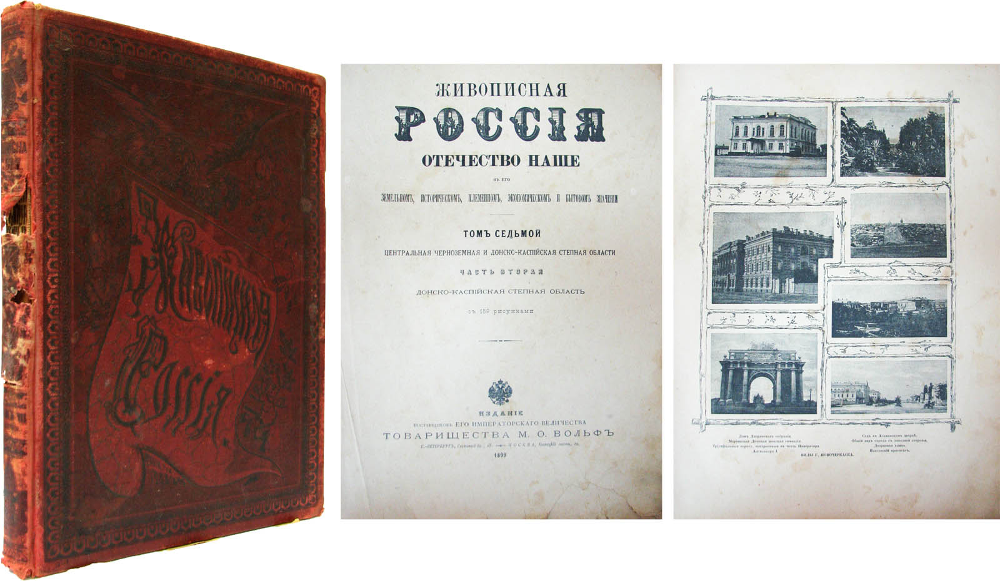 Живописная
Россія.
ЖИВОПИСНАЯ
РОССІЯ
ОТЕЧЕСТВО НАШЕ
ВЪ ЕГО
ЗЕМЕЛЬНОМЪ, ИСТОРИЧЕСКОМЪ, ПЛЕМЕННОМЪ, ЭКОНОМИЧЕСКОМЪ И БЫТОВОМЪ ЗНАЧЕНІИ
ТОМЪ СЕДЬМОЙ
ЦЕНТРАЛЬНАЯ ЧЕРНОЗЕМНАЯ И ДОНСКО-КАСПІЙСКАЯ СТЕПНАЯ ОБЛАСТИ
ЧАСТЬ ВТОРАЯ
ДОНСКО-КАСПІЙСКАЯ СТЕПНАЯ ОБЛАСТЬ
съ 159 рисунками
ИЗДАНІЕ
ПОСТАВЩИКОВЪ ЕГО ИМПЕРАТОРСКАГО ВЕЛИЧЕСТВА
ТОВАРИЩЕСТВА М. О. ВОЛЬФЪ
С.-ПЕТЕРБУРГЪ, Гостиный Дв., 18. МОСКВА, Кузнецкій мостъ, 12.
1899
Домъ Дворянскаго собранія.
Маріинская Донская женская гимназія.
Тріумфальныя ворота, построенныя въ честь Императора
Александра I.
Садъ въ Атаманскомъ дворцѣ.
Общій видъ города съ западной стороны.
Дворцовая улица.
Платовскій проспектъ.
ВИДЫ Г. НОВОЧЕРКАСКА.